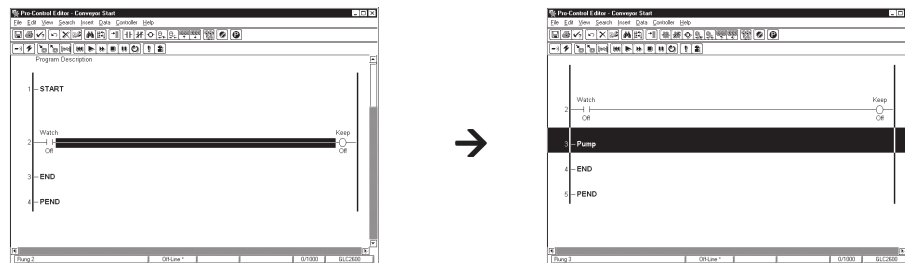 Pro-Control Editor - Conveyor Start
File Edit View Search Insert Data Controller Help
Program Description
1 START
Watch Keep
2
Off Off
3 END
4 PEND
Rung 2 Off-Line * 0/1000 GLC2600
Pro-Control Editor - Conveyor Start
File Edit View Search Insert Data Controller Help
Watch Keep
2
Off Off
3 Pump
4 END
5 PEND
Rung 3 Off-Line * 0/1000 GLC2600